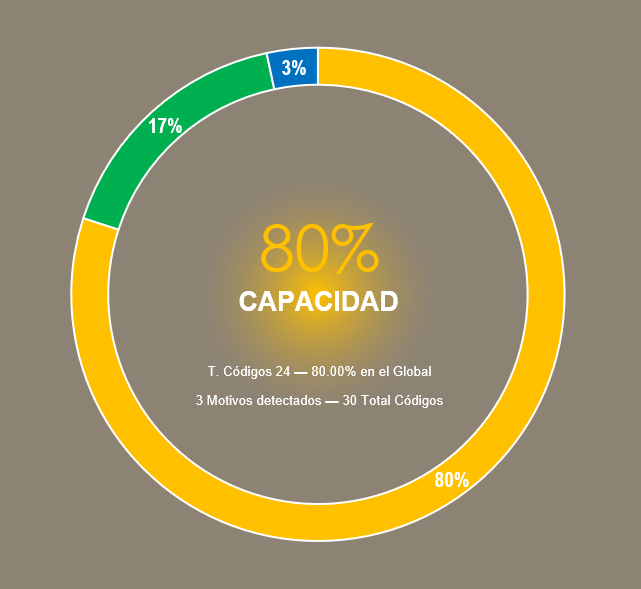 3%
17%
80%
CAPACIDAD
T. Códigos 24 — 80.00% en el Global
3 Motivos detectados — 30 Total Códigos
80%